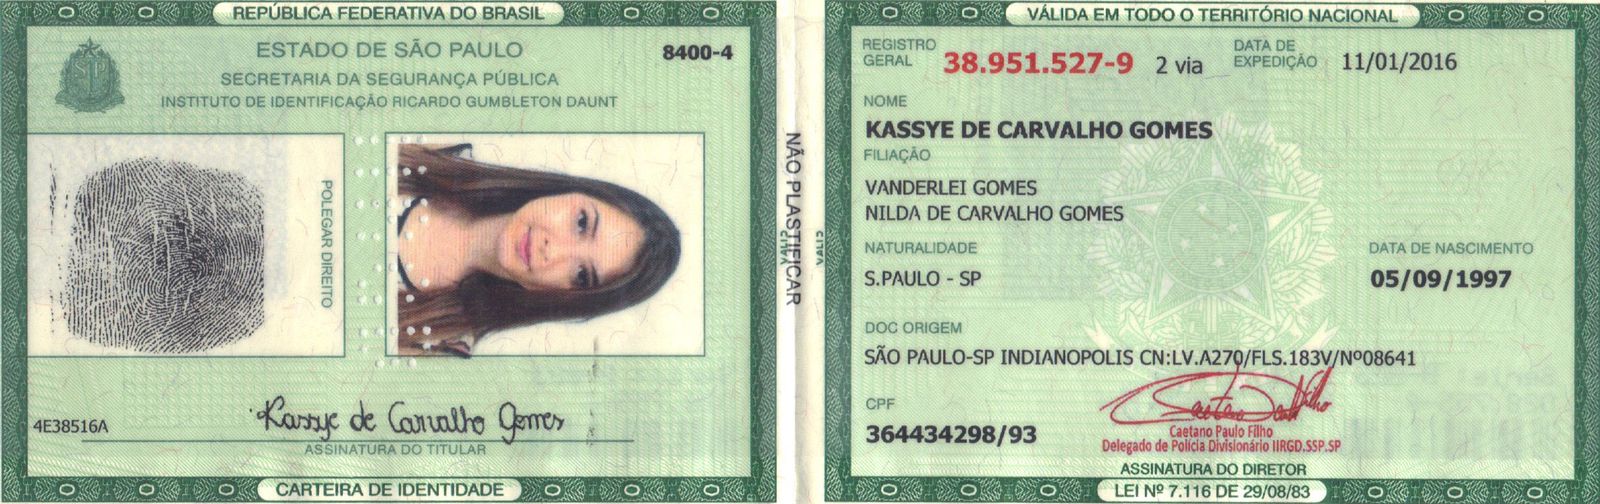 REPÚBLICA FEDERATIVA DO BRASIL
ESTADO DE SÃO PAULO
8400-4
SECRETARIA DA SEGURANÇA PÚBLICA
INSTITUTO DE IDENTIFICAÇÃO RICARDO GUMBLETON DAUNT
POLEGAR DIREITO
4E38516A
Kassye de Carvalho Gomes
ASSINATURA DO TITULAR
CARTEIRA DE IDENTIDADE
NÃO PLASTIFICAR
VÁLIDA EM TODO O TERRITÓRIO NACIONAL
REGISTRO GERAL 38.951.527-9 2 via DATA DE EXPEDIÇÃO 11/01/2016
NOME
KASSYE DE CARVALHO GOMES
FILIAÇÃO
VANDERLEI GOMES
NILDA DE CARVALHO GOMES
NATURALIDADE DATA DE NASCIMENTO
S.PAULO - SP 05/09/1997
DOC ORIGEM
SÃO PAULO-SP INDIANOPOLIS CN:LV.A270/FLS.183V/Nº08641
CPF
364434298/93
Caetano Paulo Filho
Delegado de Polícia Divisionário IIRGD.SSP.SP
ASSINATURA DO DIRETOR
LEI Nº 7.116 DE 29/08/83